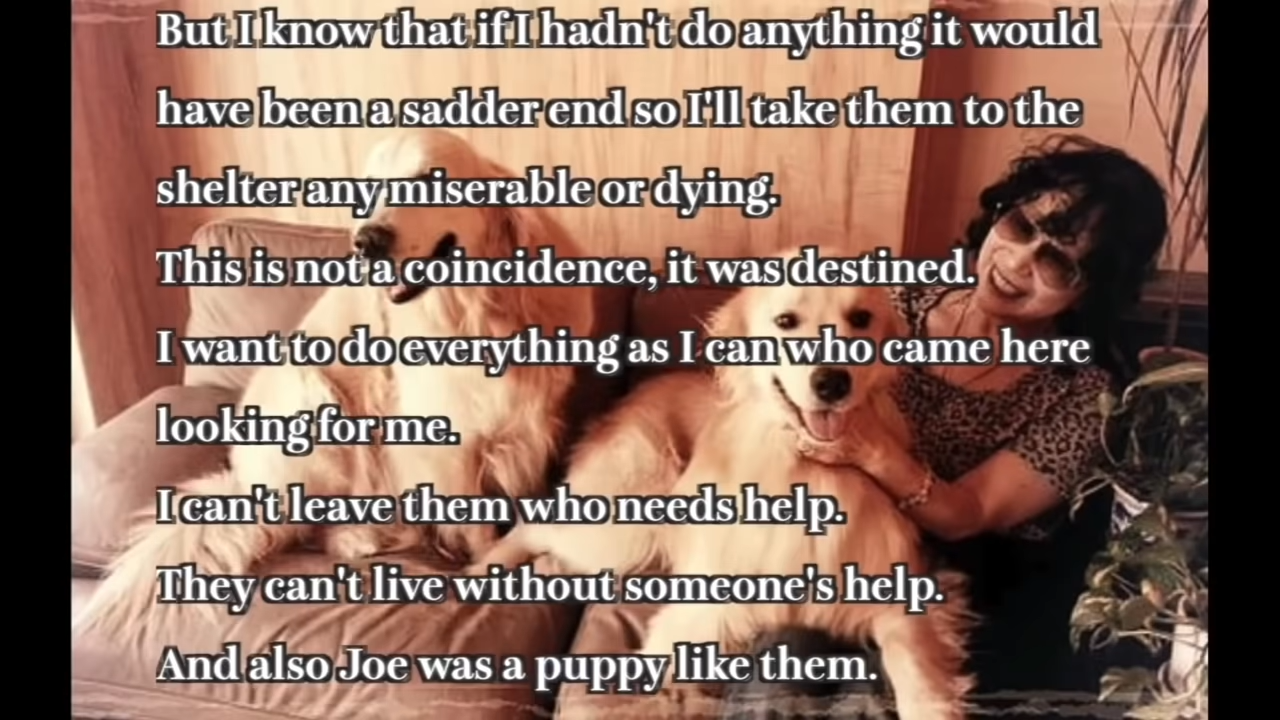 But I know that if I hadn't do anything it would
have been a sadder end so I'll take them to the
shelter any miserable or dying.
This is not a coincidence, it was destined.
I want to do everything as I can who came here
looking for me.
I can't leave them who needs help.
They can't live without someone's help.
And also Joe was a puppy like them.